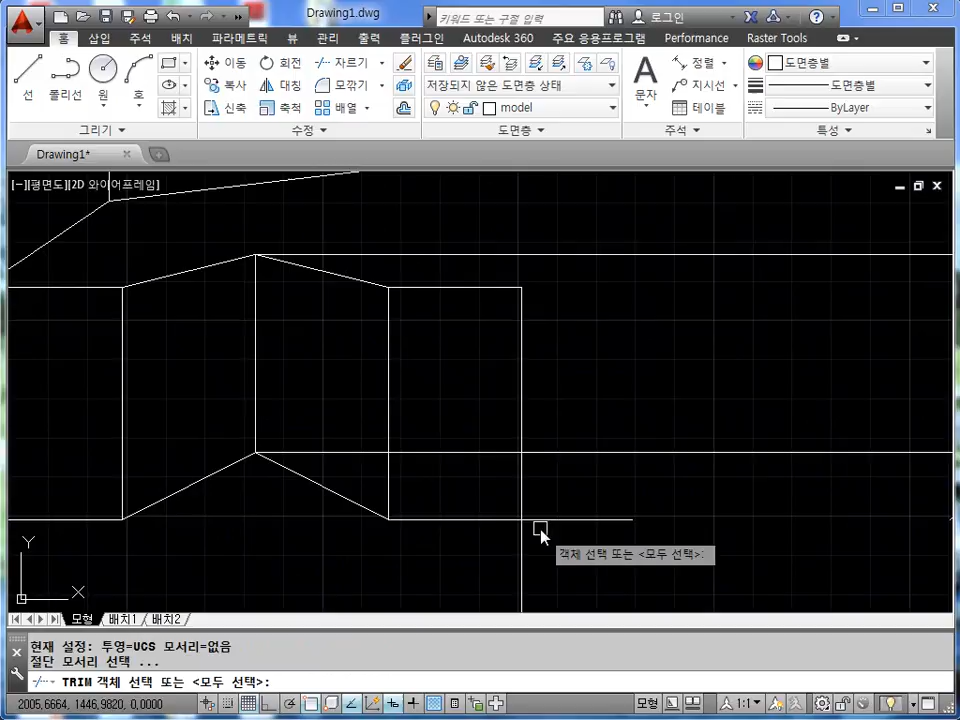 Drawing1.dwg
키워드 또는 구절 입력
로그인
홈 삽입 주석 배치 파라메트릭 뷰 관리 출력 플러그인 Autodesk 360 주요 응용프로그램 Performance Raster Tools
선 폴리선 원 호
이동 회전 자르기
복사 대칭 모깎기
신축 축척 배열
저장되지 않은 도면층 상태
model
A
문자
정렬
지시선
테이블
도면층별
도면층별
ByLayer
그리기 수정 도면층 주석 특성
Drawing1*
[−][평면도][2D 와이어프레임]
객체 선택 또는 <모두 선택>:
Y
X
모형 배치1 배치2
현재 설정: 투영=UCS 모서리=없음
절단 모서리 선택 ...
TRIM 객체 선택 또는 <모두 선택>:
2005,6664, 1446,9820, 0,0000
모형
1:1